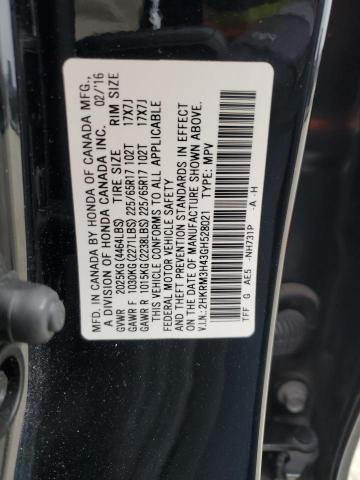 MFD. IN CANADA BY HONDA OF CANADA MFG.,
A DIVISION OF HONDA CANADA INC. 02/'16
TIRE SIZE RIM SIZE
GVWR 2025KG (4464LBS)
GAWR F 1030KG (2271LBS) 225/65R17 102T 17X7J
GAWR R 1015KG (2238LBS) 225/65R17 102T 17X7J
THIS VEHICLE CONFORMS TO ALL APPLICABLE
FEDERAL MOTOR VEHICLE SAFETY
AND THEFT PREVENTION STANDARDS IN EFFECT
ON THE DATE OF MANUFACTURE SHOWN ABOVE.
V.I.N.: 2HKRM3H43GH528021 TYPE: MPV
TFF G AE5 -NH731P -A -H